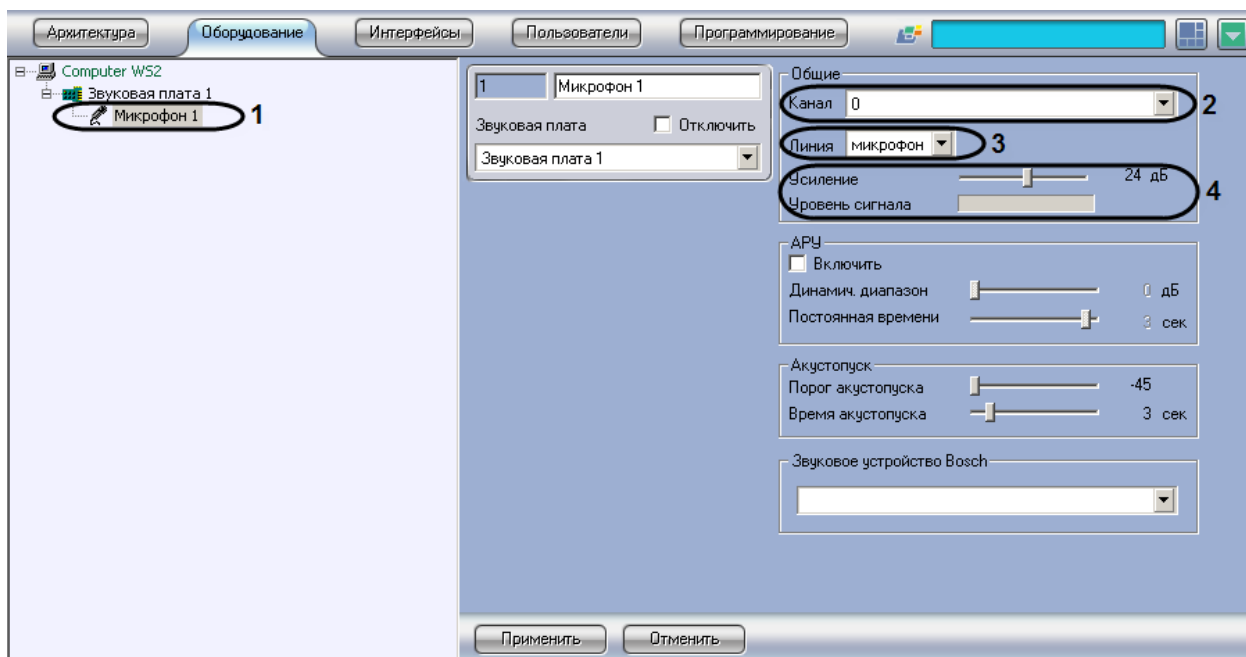 Архитектура Оборудование Интерфейсы Пользователи Программирование
Computer WS2
Звуковая плата 1
Микрофон 1 1
1 Микрофон 1
Звуковая плата Отключить
Звуковая плата 1
Общие
Канал 0 2
Линия микрофон 3
Усиление 24 дБ
Уровень сигнала 4
АРУ
Включить
Динамич. диапазон 0 дБ
Постоянная времени 3 сек
Акустопуск
Порог акустопуска -45
Время акустопуска 3 сек
Звуковое устройство Bosch
Применить Отменить